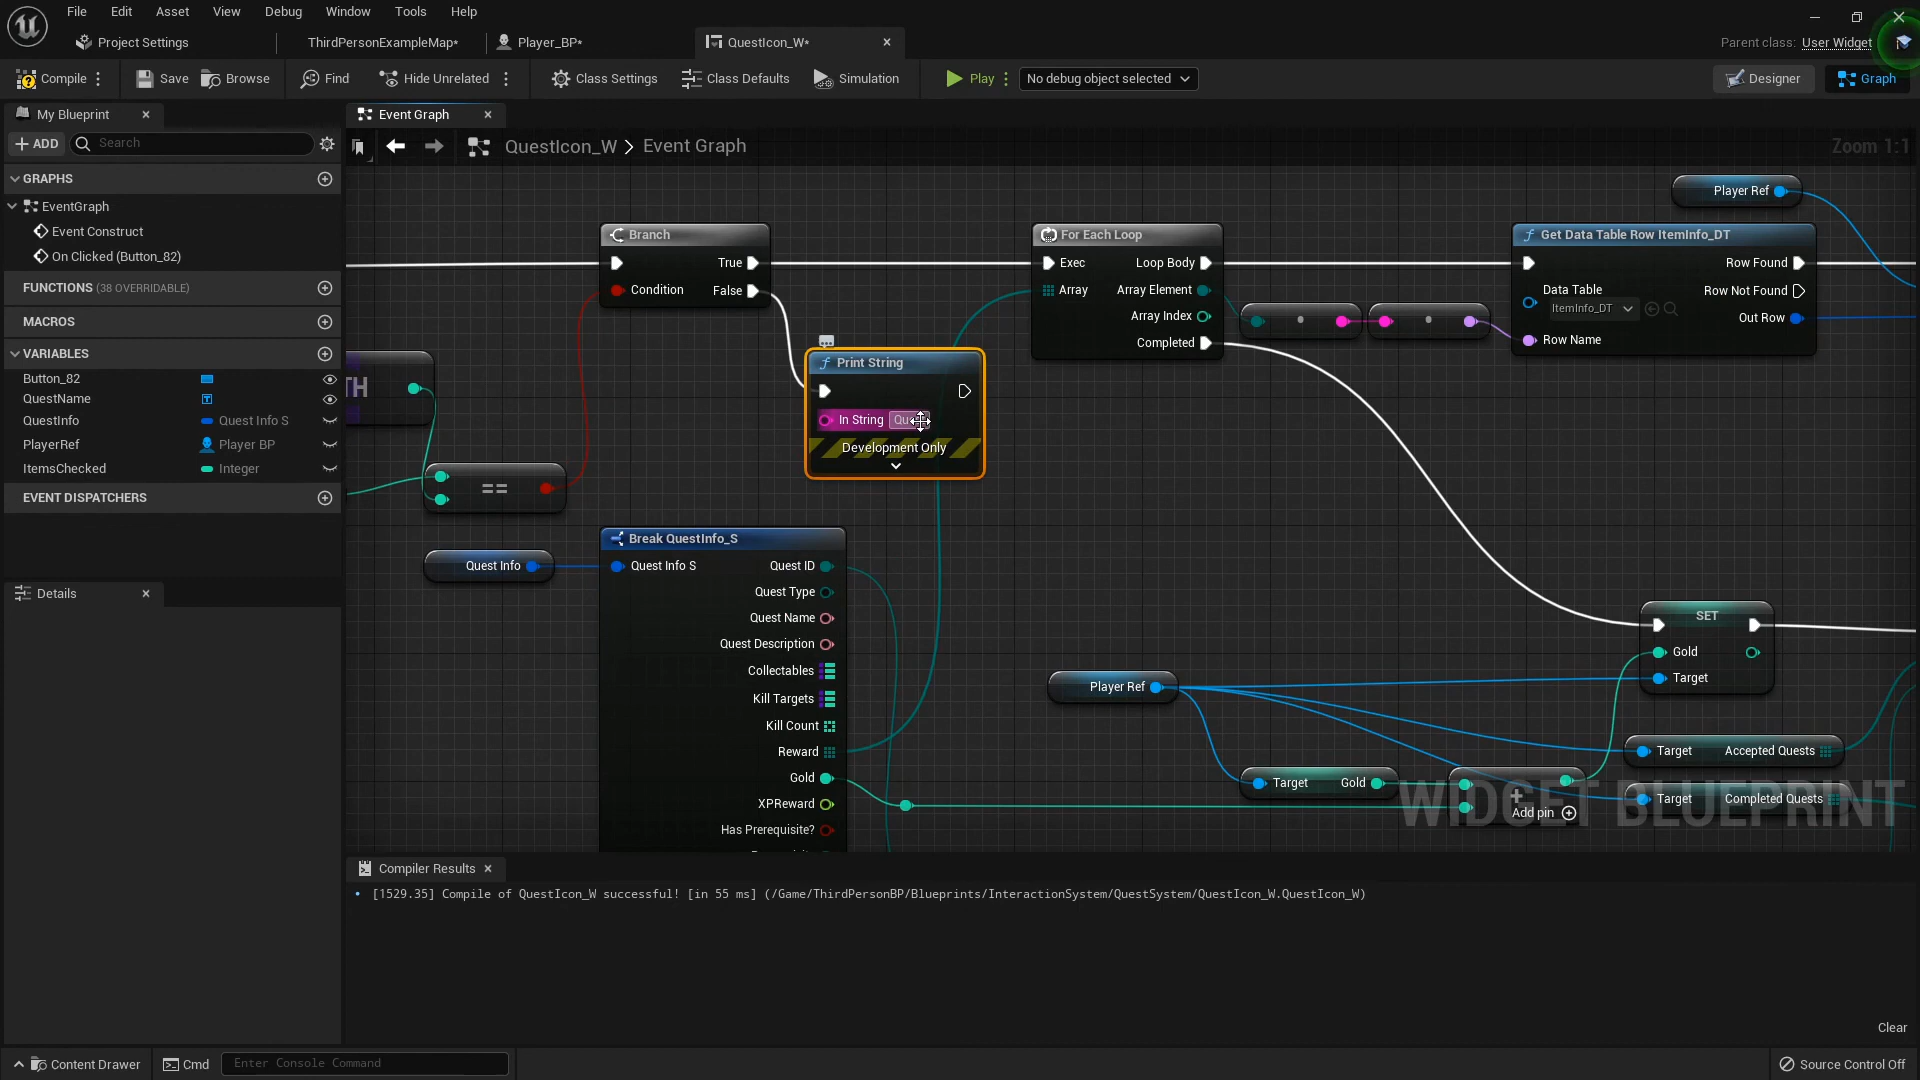 File Edit Asset View Debug Window Tools Help
Project Settings ThirdPersonExampleMap* Player_BP* QuestIcon_W*
Parent class: User Widget
Compile Save Browse Find Hide Unrelated Class Settings Class Defaults Simulation Play No debug object selected Designer Graph
My Blueprint
Event Graph
ADD Search
QuestIcon_W > Event Graph
Zoom 1:1
GRAPHS
EventGraph
Event Construct
On Clicked (Button_82)
FUNCTIONS (38 OVERRIDABLE)
MACROS
VARIABLES
Button_82
QuestName
QuestInfo Quest Info S
PlayerRef Player BP
ItemsChecked Integer
EVENT DISPATCHERS
Details
Player Ref
Branch
True
Condition False
For Each Loop
Exec Loop Body
Array Array Element
Array Index
Completed
Get Data Table Row ItemInfo_DT
Row Found
Data Table Row Not Found
ItemInfo_DT
Out Row
Row Name
Print String
In String
Development Only
TH
==
Quest Info
Break QuestInfo_S
Quest Info S Quest ID
Quest Type
Quest Name
Quest Description
Collectables
Kill Targets
Kill Count
Reward
Gold
XPReward
Has Prerequisite?
SET
Gold
Target
Player Ref
Target Accepted Quests
Target Gold
Add pin
Target Completed Quests
WIDGET BLUEPRINT
Compiler Results
[1529.35] Compile of QuestIcon_W successful! [in 55 ms] (/Game/ThirdPersonBP/Blueprints/InteractionSystem/QuestSystem/QuestIcon_W.QuestIcon_W)
Clear
Content Drawer Cmd Enter Console Command Source Control Off